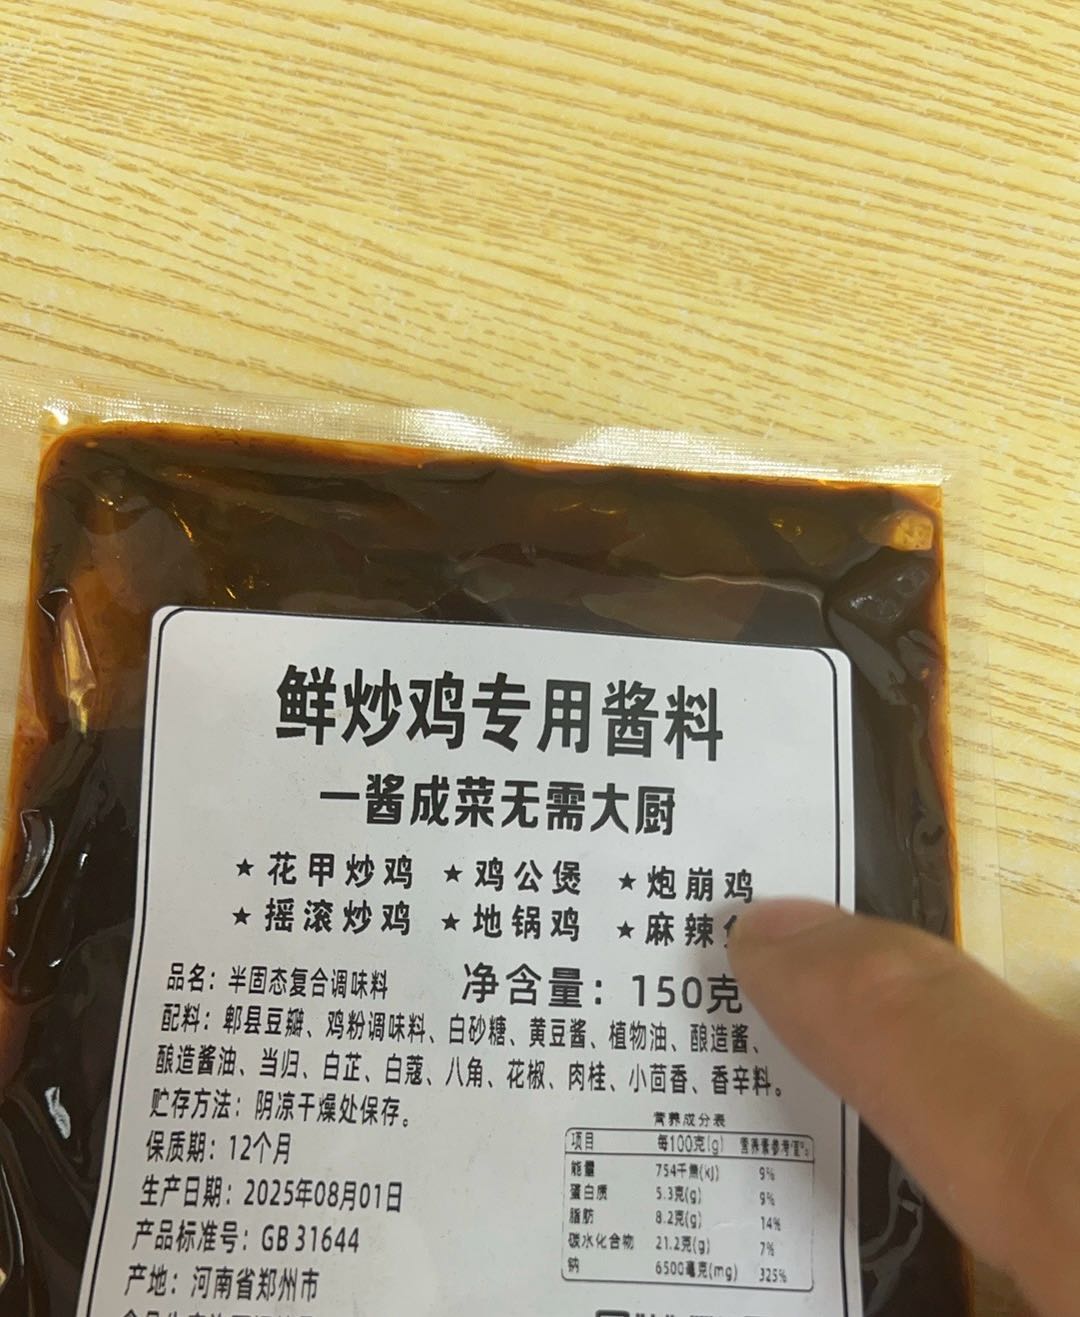 鲜炒鸡专用酱料
一酱成菜无需大厨
★花甲炒鸡 ★鸡公煲 ★炮崩鸡
★摇滚炒鸡 ★地锅鸡 ★麻辣
品名：半固态复合调味料 净含量：150克
配料：郫县豆瓣、鸡粉调味料、白砂糖、黄豆酱、植物油、酿造酱、
酿造酱油、当归、白芷、白蔻、八角、花椒、肉桂、小茴香、香辛料。
贮存方法：阴凉干燥处保存。
保质期：12个月
生产日期：2025年08月01日
产品标准号：GB 31644
产地：河南省郑州市
营养成分表
项目 每100克(g) 营养素参考值%
能量 754千焦(kJ) 9%
蛋白质 5.3克(g) 9%
脂肪 8.2克(g) 14%
碳水化合物 21.2克(g) 7%
钠 6500毫克(mg) 325%